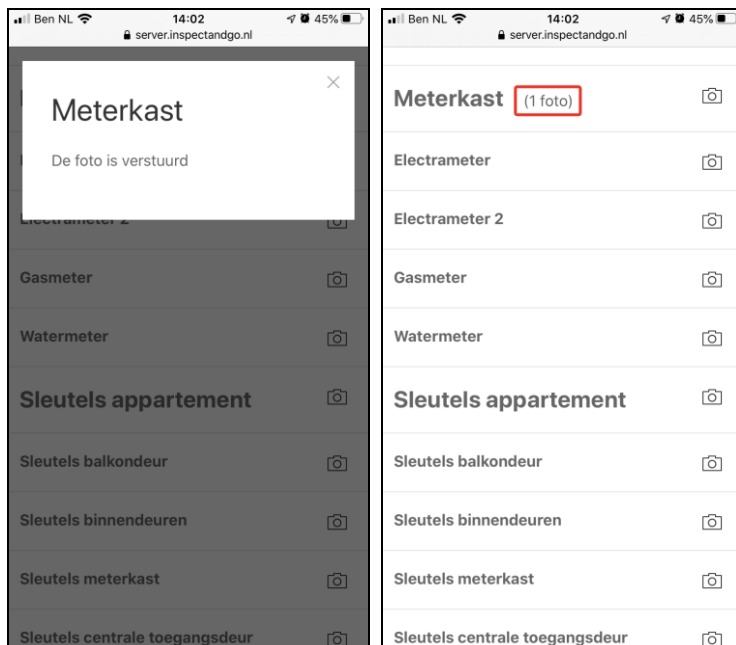 Ben NL 14:02 45%
server.inspectandgo.nl
Meterkast
De foto is verstuurd
Electrameter 2
Gasmeter
Watermeter
Sleutels appartement
Sleutels balkondeur
Sleutels binnendeuren
Sleutels meterkast
Sleutels centrale toegangsdeur
Ben NL 14:02 45%
server.inspectandgo.nl
Meterkast (1 foto)
Electrameter
Electrameter 2
Gasmeter
Watermeter
Sleutels appartement
Sleutels balkondeur
Sleutels binnendeuren
Sleutels meterkast
Sleutels centrale toegangsdeur